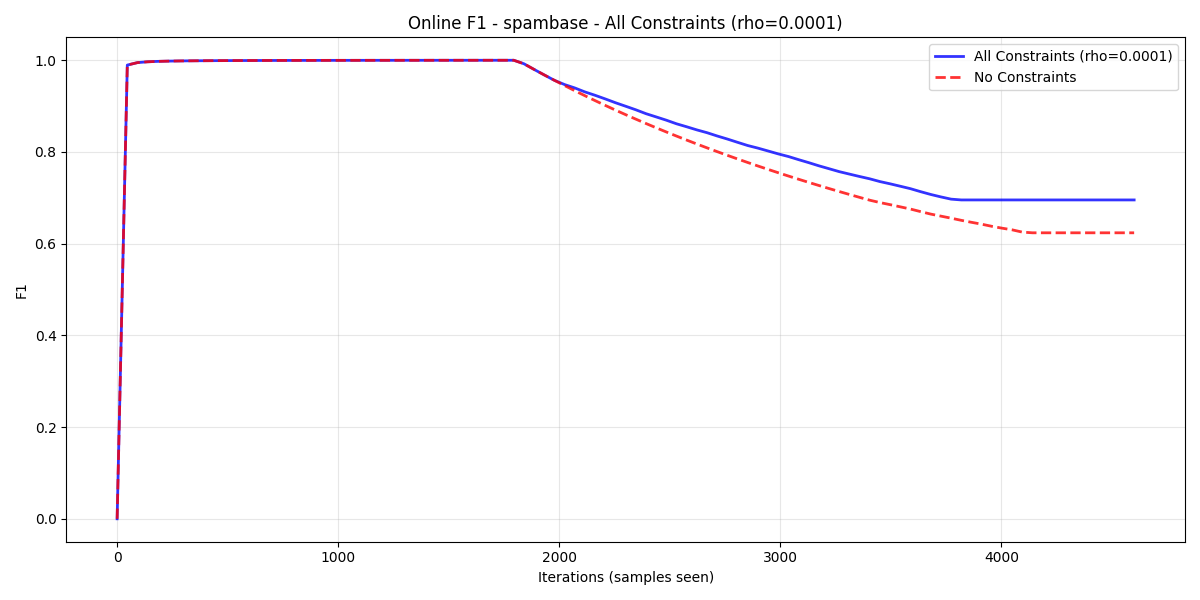 Online F1 - spambase - All Constraints (rho=0.0001)
All Constraints (rho=0.0001)
No Constraints
F1
1.0
0.8
0.6
0.4
0.2
0.0
0
1000
2000
3000
4000
Iterations (samples seen)